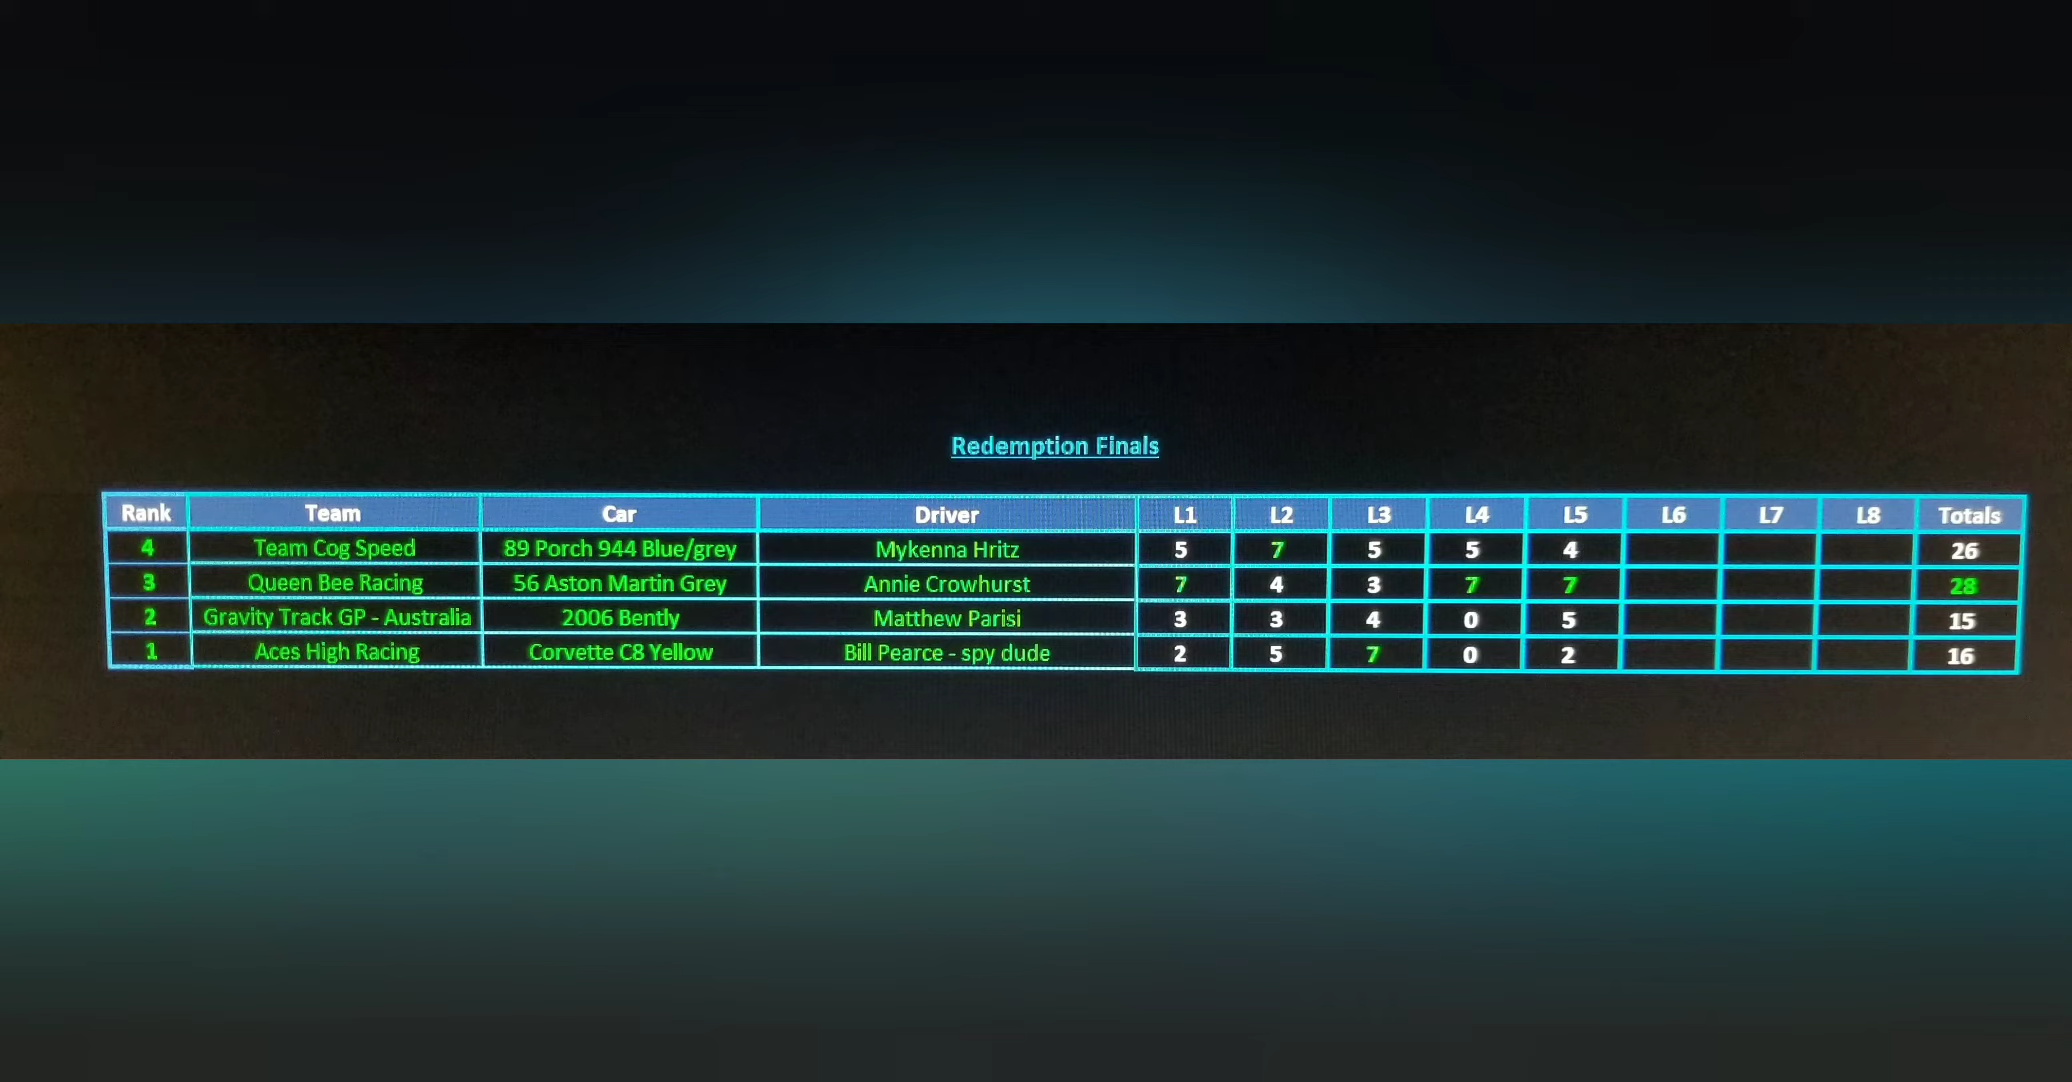 Redemption Finals
Rank Team Car Driver L1 L2 L3 L4 L5 L6 L7 L8 Totals
4 Team Cog Speed 89 Porch 944 Blue/grey Mykenna Hritz 5 7 5 5 4 26
3 Queen Bee Racing 56 Aston Martin Grey Annie Crowhurst 7 4 3 7 7 28
2 Gravity Track GP - Australia 2006 Bently Matthew Parisi 3 3 4 0 5 15
1 Aces High Racing Corvette C8 Yellow Bill Pearce - spy dude 2 5 7 0 2 16